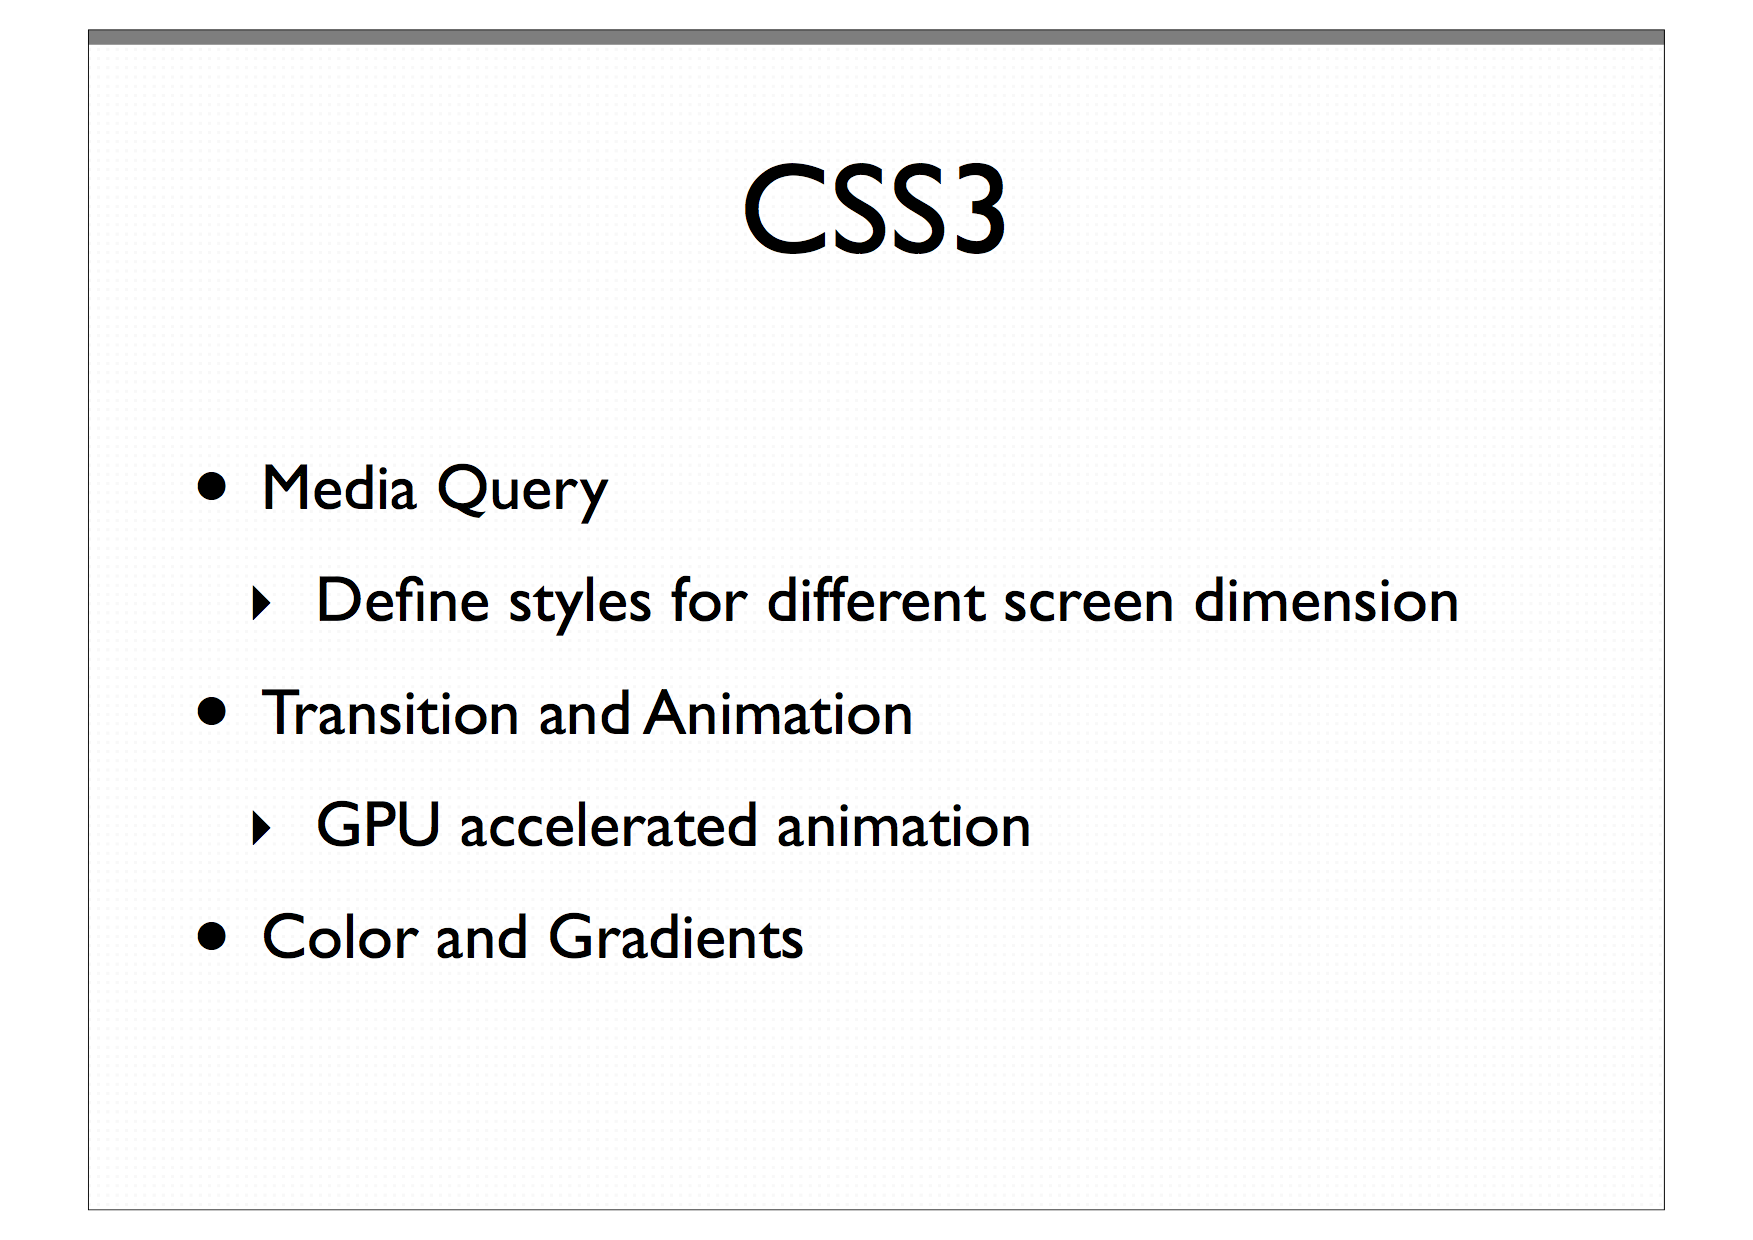 CSS3
• Media Query
‣ Define styles for different screen dimension
• Transition and Animation
‣ GPU accelerated animation
• Color and Gradients